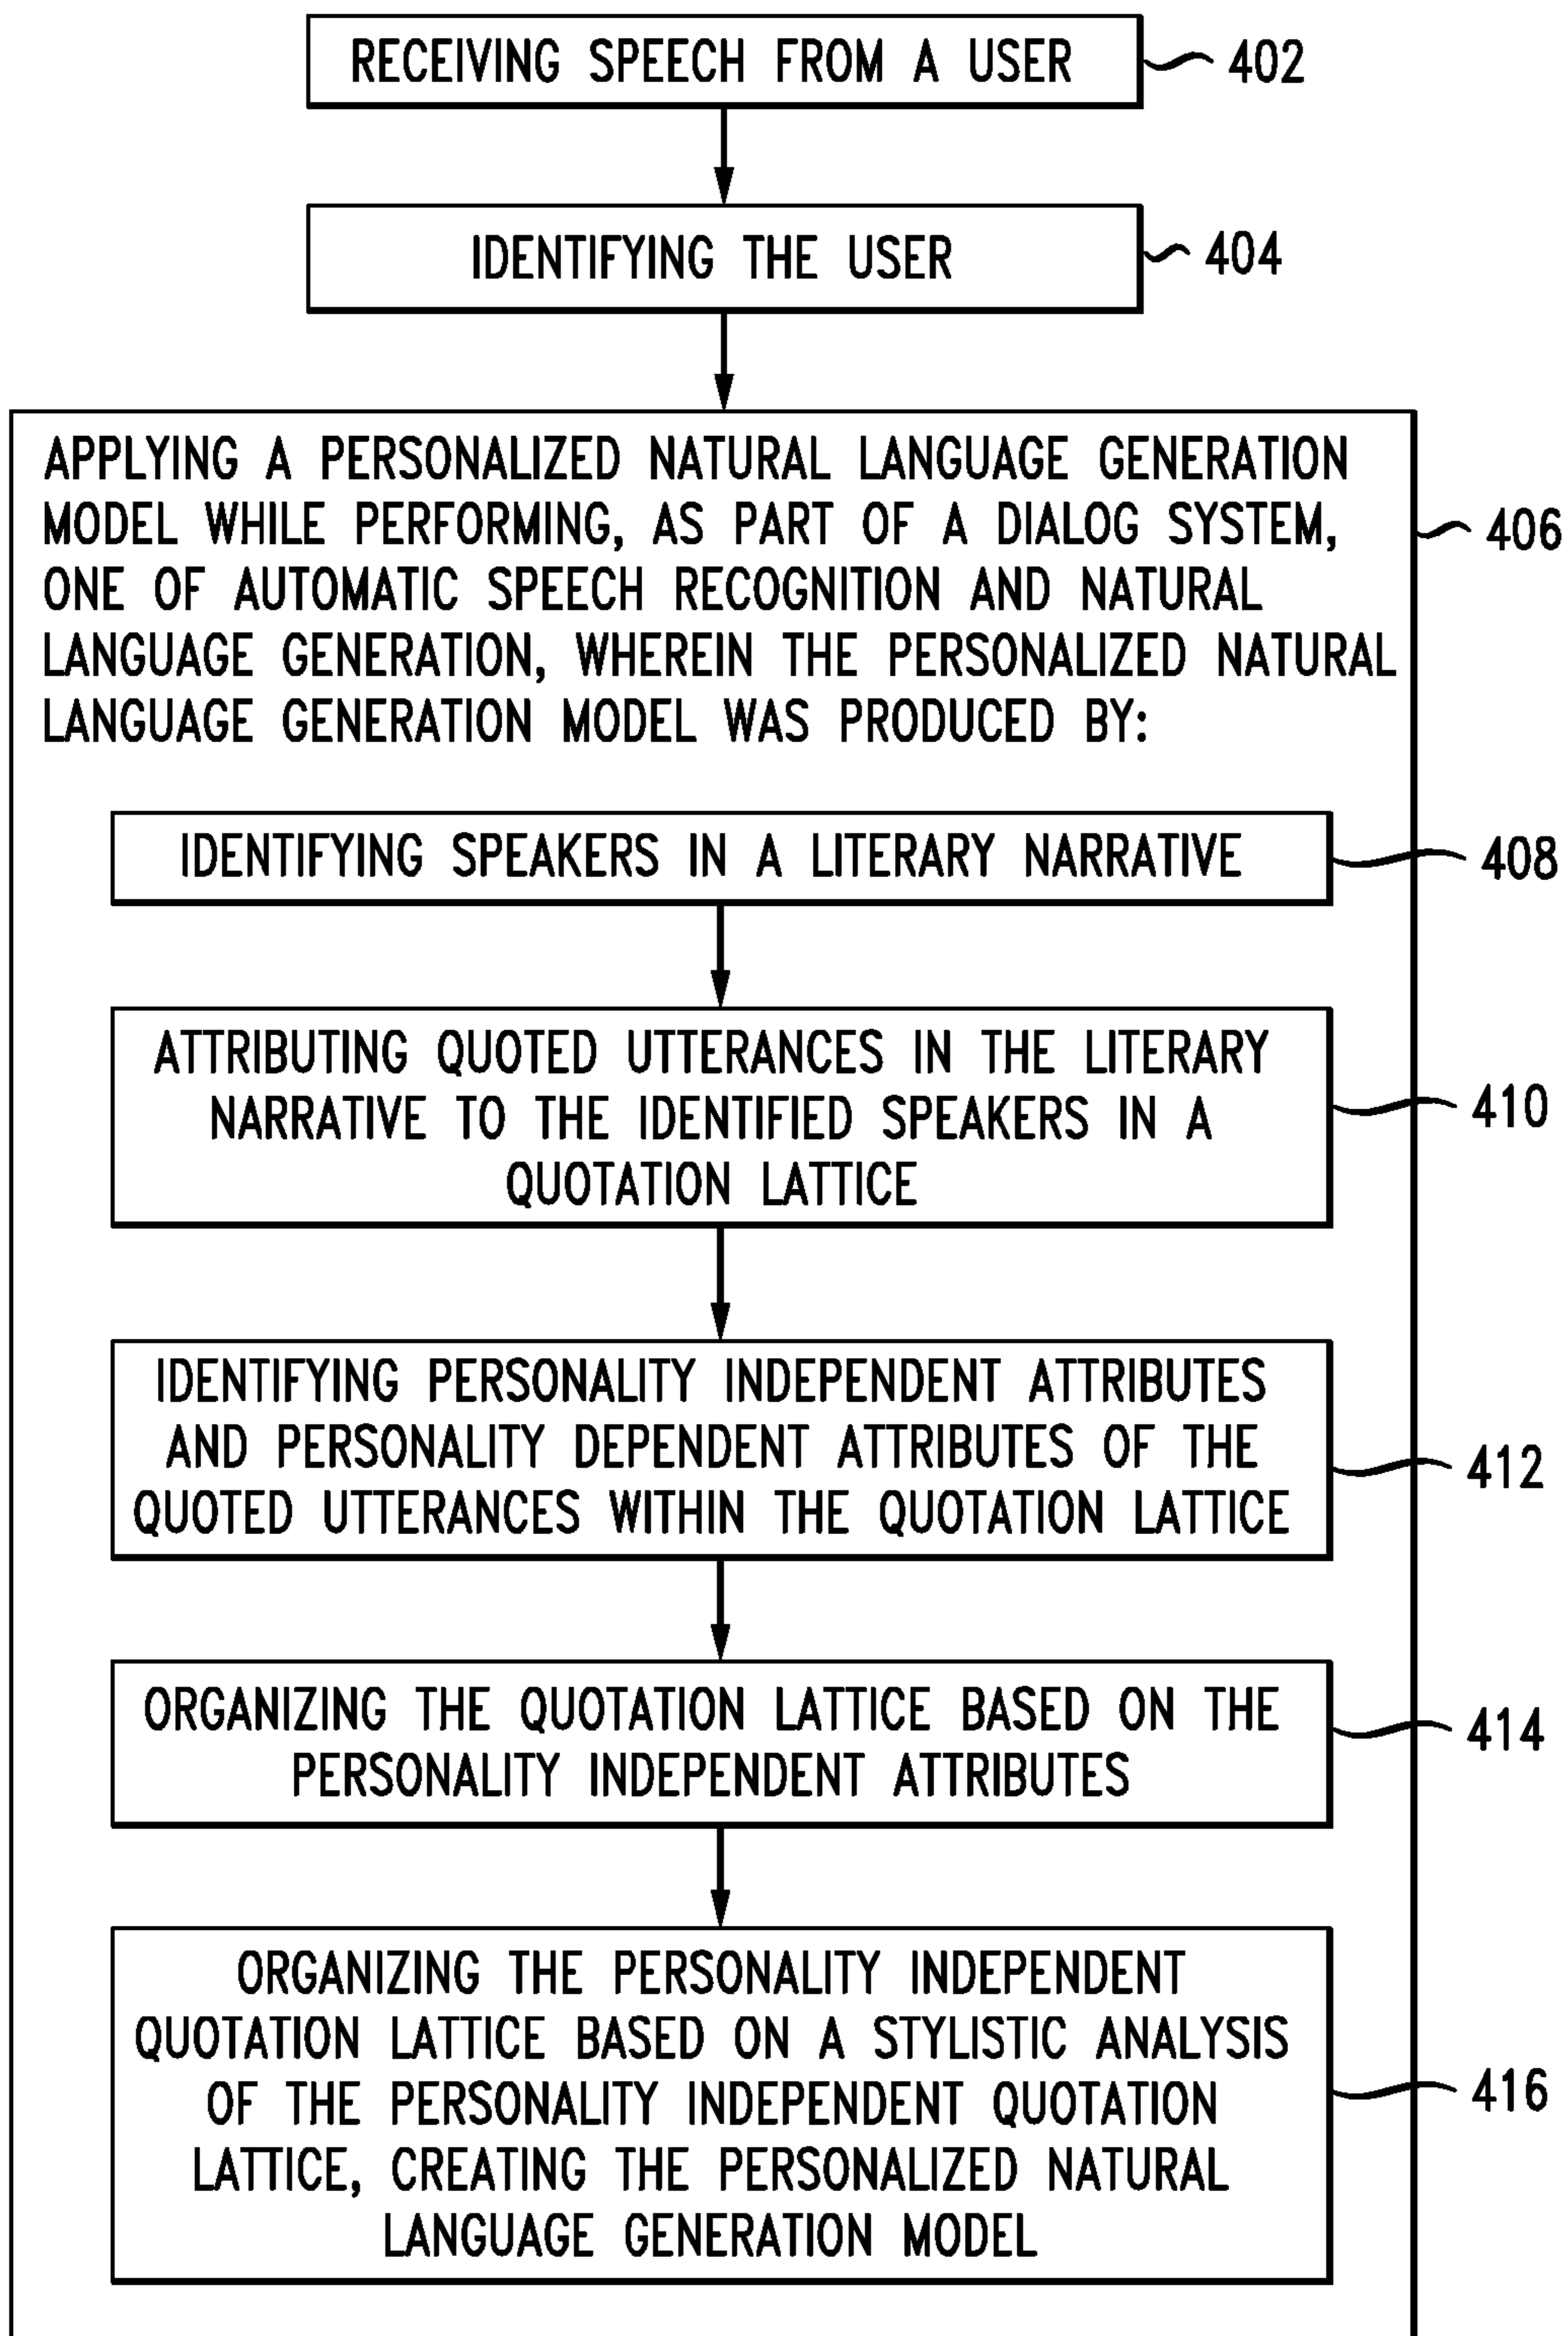 RECEIVING SPEECH FROM A USER
402
IDENTIFYING THE USER
404
APPLYING A PERSONALIZED NATURAL LANGUAGE GENERATION
MODEL WHILE PERFORMING, AS PART OF A DIALOG SYSTEM,
ONE OF AUTOMATIC SPEECH RECOGNITION AND NATURAL
LANGUAGE GENERATION, WHEREIN THE PERSONALIZED NATURAL
LANGUAGE GENERATION MODEL WAS PRODUCED BY:
406
IDENTIFYING SPEAKERS IN A LITERARY NARRATIVE
408
ATTRIBUTING QUOTED UTTERANCES IN THE LITERARY
NARRATIVE TO THE IDENTIFIED SPEAKERS IN A
QUOTATION LATTICE
410
IDENTIFYING PERSONALITY INDEPENDENT ATTRIBUTES
AND PERSONALITY DEPENDENT ATTRIBUTES OF THE
QUOTED UTTERANCES WITHIN THE QUOTATION LATTICE
412
ORGANIZING THE QUOTATION LATTICE BASED ON THE
PERSONALITY INDEPENDENT ATTRIBUTES
414
ORGANIZING THE PERSONALITY INDEPENDENT
QUOTATION LATTICE BASED ON A STYLISTIC ANALYSIS
OF THE PERSONALITY INDEPENDENT QUOTATION
LATTICE, CREATING THE PERSONALIZED NATURAL
LANGUAGE GENERATION MODEL
416